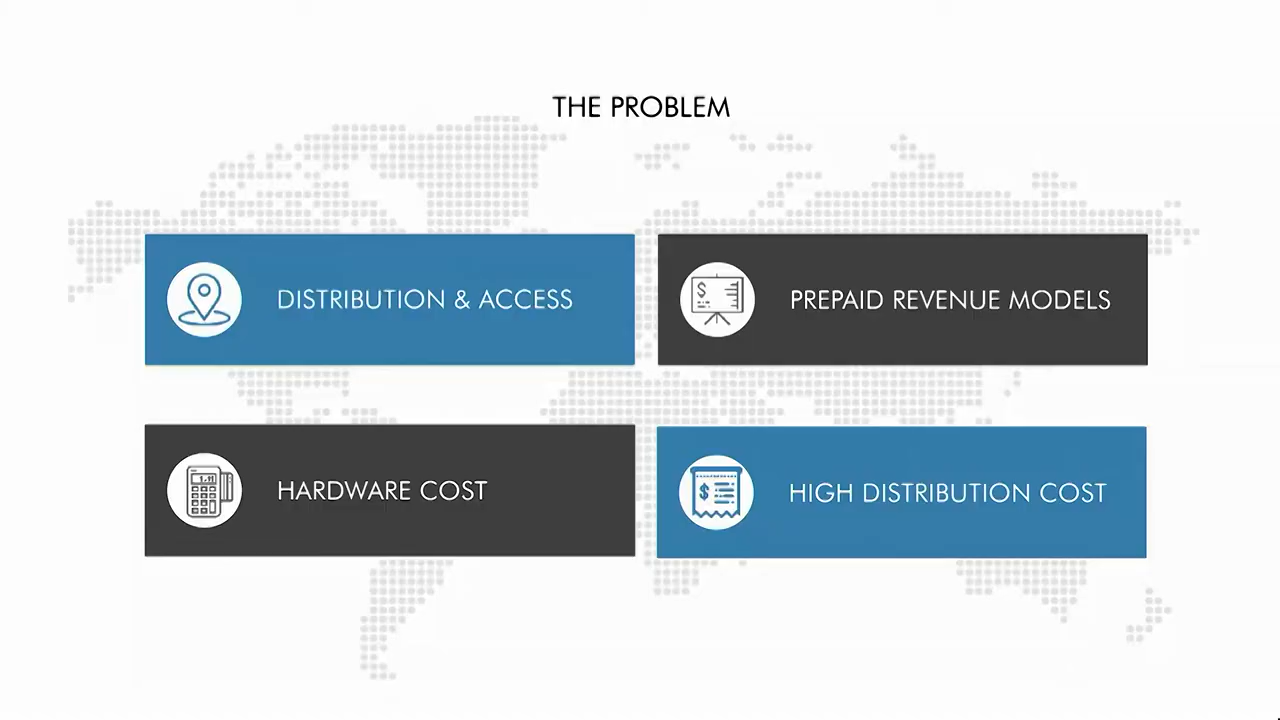 THE PROBLEM
DISTRIBUTION & ACCESS
PREPAID REVENUE MODELS
HARDWARE COST
HIGH DISTRIBUTION COST